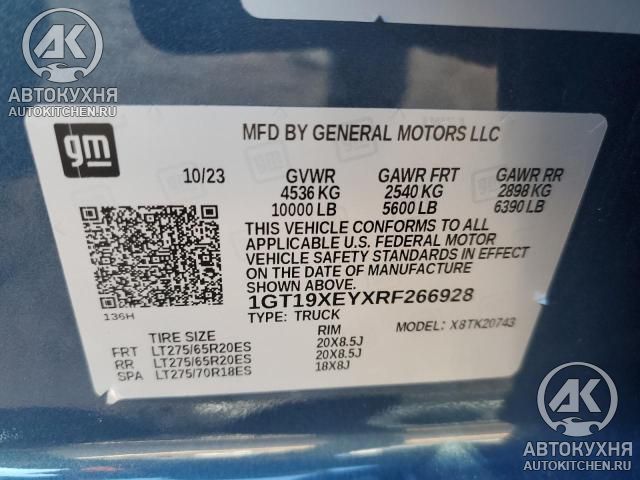 AK
АВТОКУХНЯ
AUTOKITCHEN.RU
gm
MFD BY GENERAL MOTORS LLC
10/23 GVWR GAWR FRT GAWR RR
4536 KG 2540 KG 2898 KG
10000 LB 5600 LB 6390 LB
THIS VEHICLE CONFORMS TO ALL
APPLICABLE U.S. FEDERAL MOTOR
VEHICLE SAFETY STANDARDS IN EFFECT
ON THE DATE OF MANUFACTURE
SHOWN ABOVE.
1GT19XEYXRF266928
136H
TYPE: TRUCK MODEL: X8TK20743
TIRE SIZE RIM
FRT LT275/65R20ES 20X8.5J
RR LT275/65R20ES 20X8.5J
SPA LT275/70R18ES 18X8J
AK
АВТОКУХНЯ
AUTOKITCHEN.RU